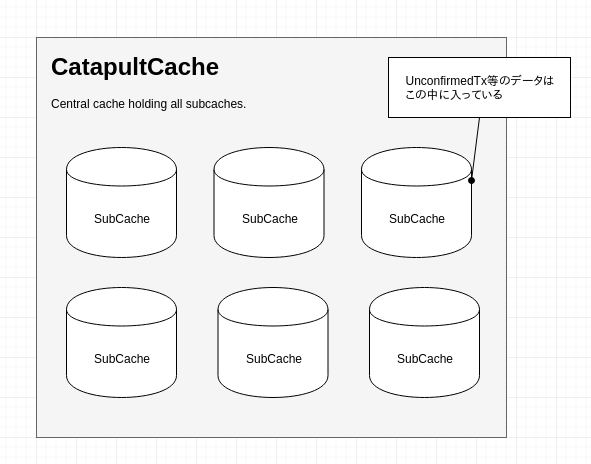 CatapultCache
Central cache holding all subcaches.
UnconfirmedTx等のデータは
この中に入っている
SubCache
SubCache
SubCache
SubCache
SubCache
SubCache